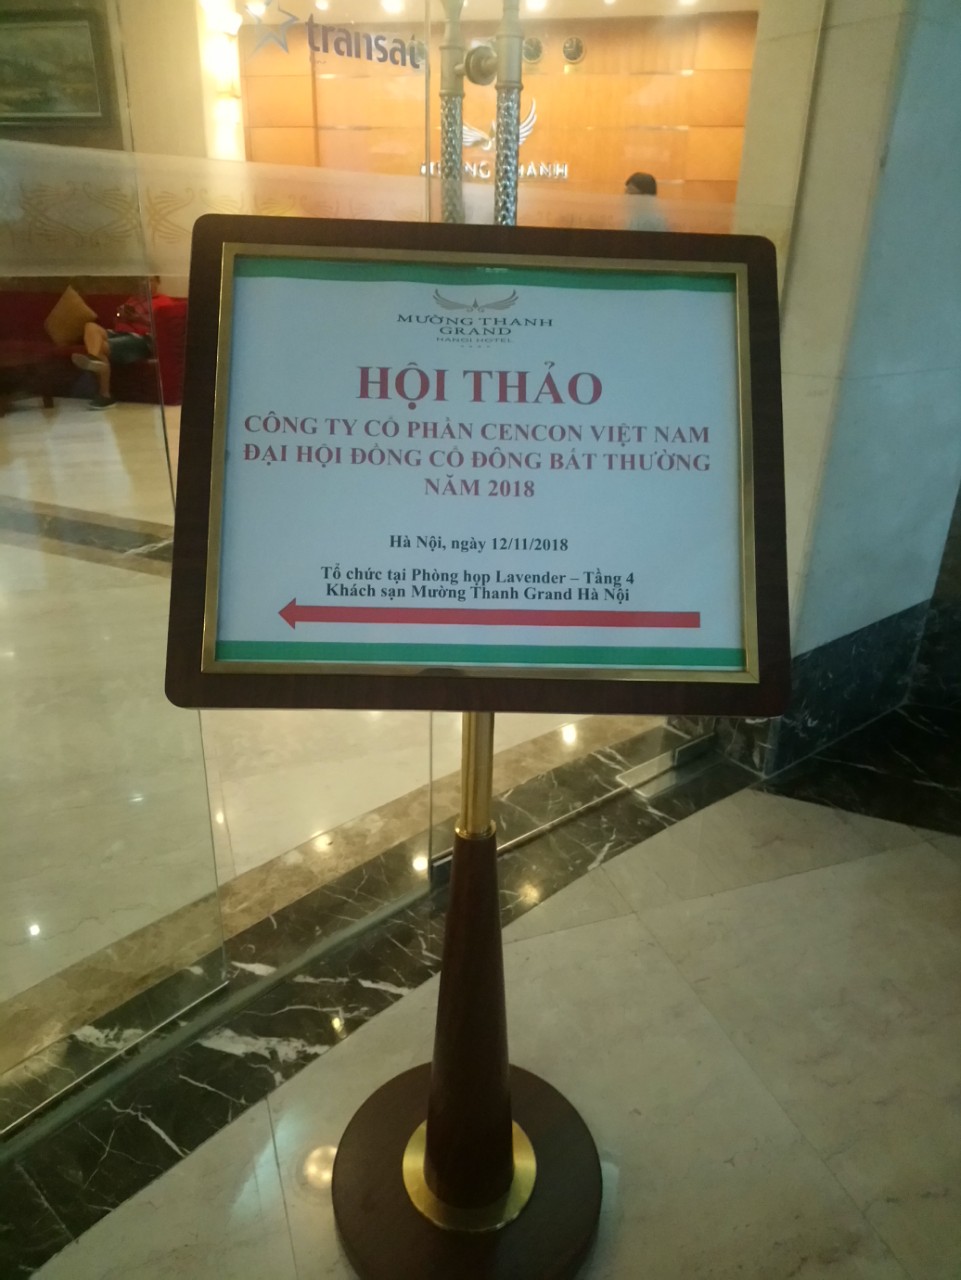 transat
MƯỜNG THANH
GRAND
HANOI HOTEL
HỘI THẢO
CÔNG TY CỔ PHẦN CENCON VIỆT NAM
ĐẠI HỘI ĐỒNG CỔ ĐÔNG BẤT THƯỜNG
NĂM 2018
Hà Nội, ngày 12/11/2018
Tổ chức tại Phòng họp Lavender – Tầng 4
Khách sạn Mường Thanh Grand Hà Nội